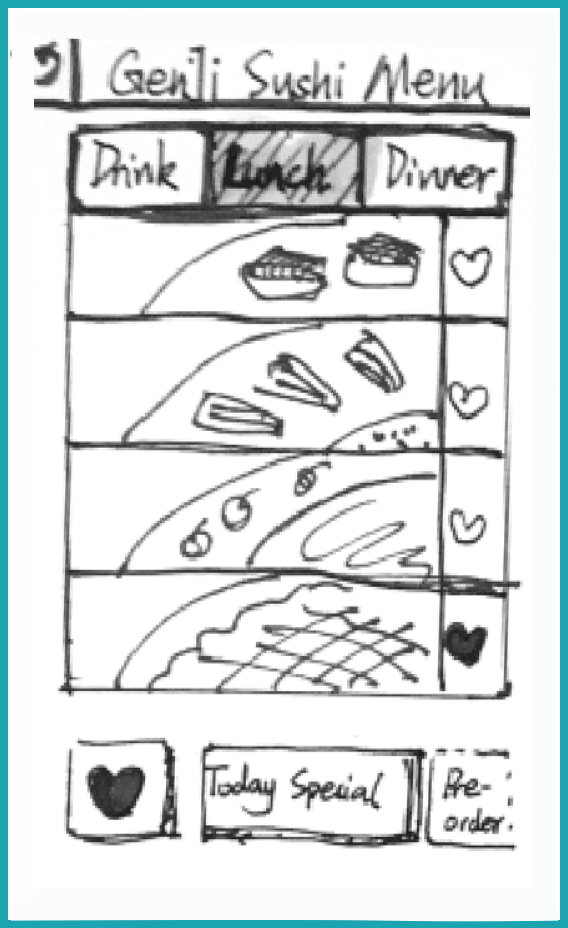 Genji Sushi Menu
Drink Lunch Dinner
Today Special
Pre-
order